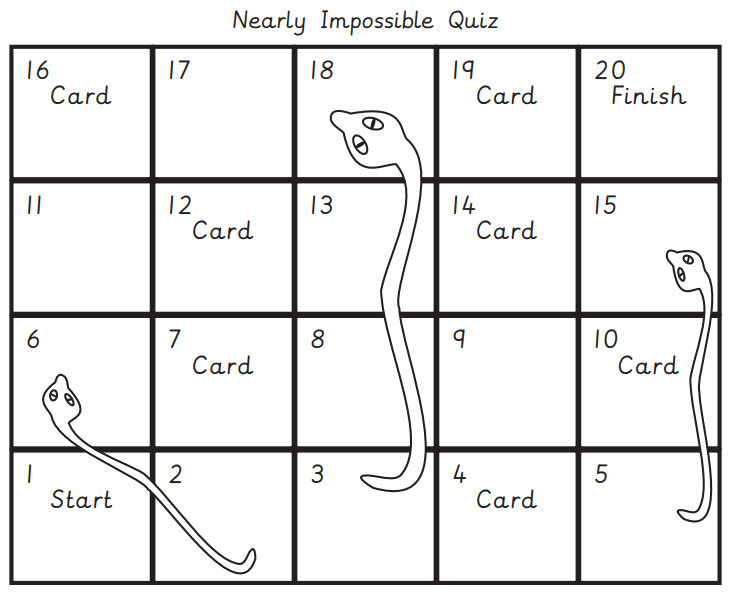 Nearly Impossible Quiz
16 17 18 19 20
Card Card Finish
11 12 13 14 15
Card Card
6 7 8 9 10
Card Card
1 2 3 4 5
Start Card